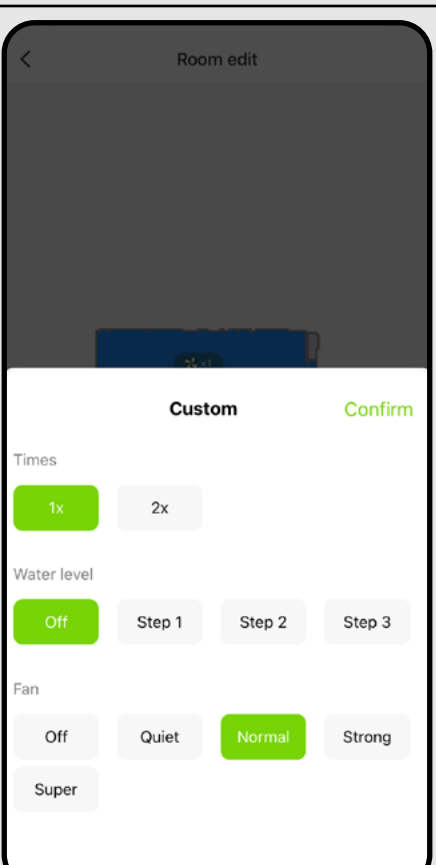 Room edit
Custom Confirm
Times
1x 2x
Water level
Off Step 1 Step 2 Step 3
Fan
Off Quiet Normal Strong
Super